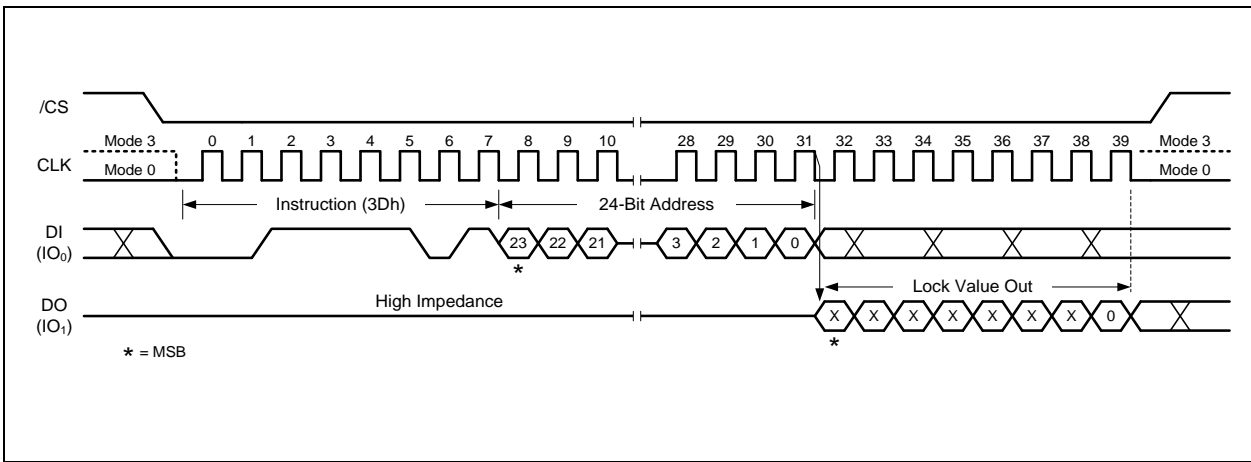 /CS
Mode 3 0 1 2 3 4 5 6 7 8 9 10 28 29 30 31 32 33 34 35 36 37 38 39 Mode 3
CLK Mode 0 Mode 0
Instruction (3Dh) 24-Bit Address
DI 23 22 21 3 2 1 0
(IO₀) *
Lock Value Out
DO High Impedance X X X X X X X 0
(IO₁) *
* = MSB